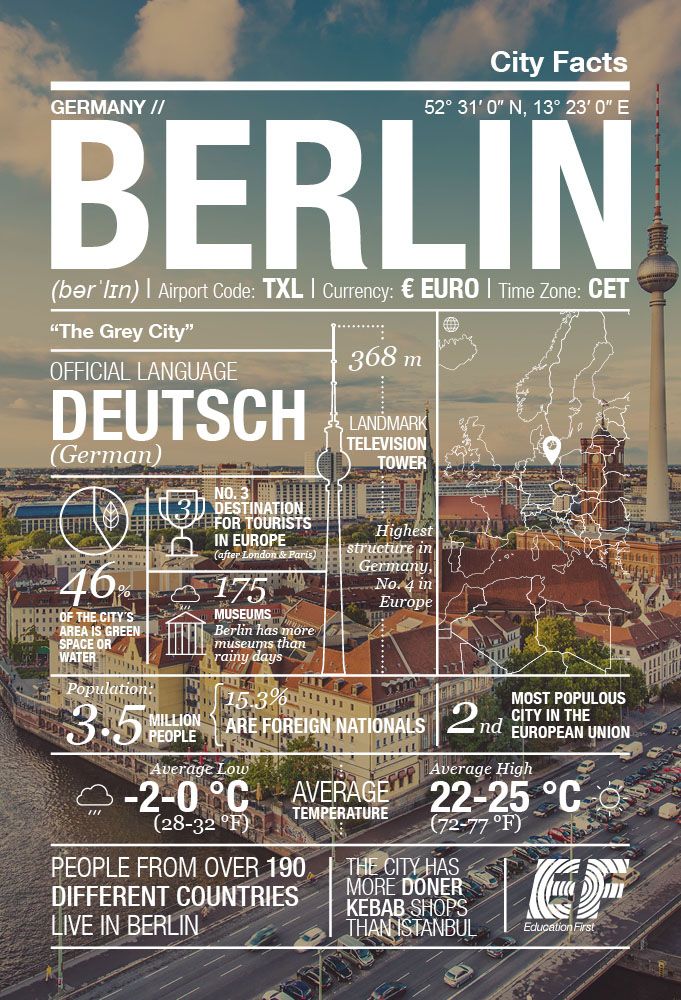 City Facts
GERMANY //
52° 31′ 0″ N, 13° 23′ 0″ E
BERLIN
(bərˈlɪn) | Airport Code: TXL | Currency: € EURO | Time Zone: CET
“The Grey City”
OFFICIAL LANGUAGE
DEUTSCH
(German)
368 m
LANDMARK
TELEVISION
TOWER
Highest
structure in
Germany,
No. 4 in
Europe
46%
OF THE CITY'S
AREA IS GREEN
SPACE OR
WATER
3
NO. 3
DESTINATION
FOR TOURISTS
IN EUROPE
(after London & Paris)
175
MUSEUMS
Berlin has more
museums than
rainy days
Population:
3.5 MILLION
PEOPLE
15.3%
ARE FOREIGN NATIONALS
2nd
MOST POPULOUS
CITY IN THE
EUROPEAN UNION
Average Low
-2-0 °C
(28-32 °F)
AVERAGE
TEMPERATURE
Average High
22-25 °C
(72-77 °F)
PEOPLE FROM OVER 190
DIFFERENT COUNTRIES
LIVE IN BERLIN
THE CITY HAS
MORE DONER
KEBAB SHOPS
THAN ISTANBUL
EF
Education First